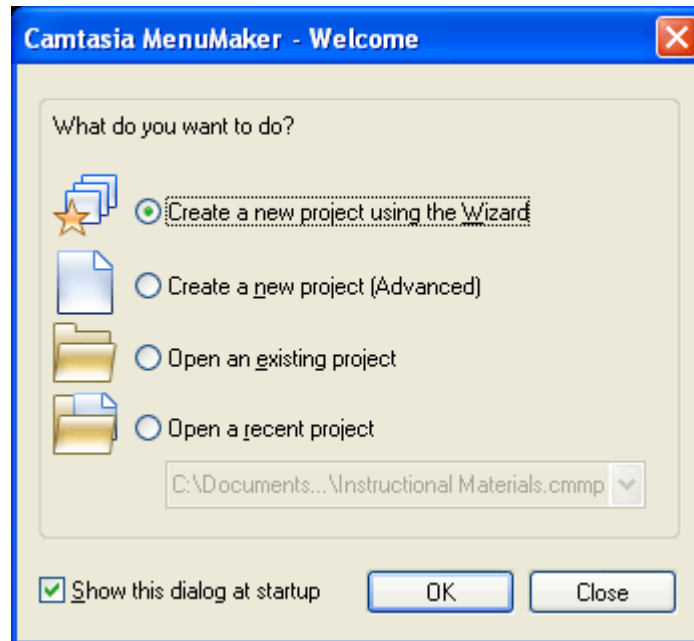 Camtasia MenuMaker - Welcome
What do you want to do?
Create a new project using the Wizard
Create a new project (Advanced)
Open an existing project
Open a recent project
C:\Documents...\Instructional Materials.cmmp
Show this dialog at startup
OK
Close